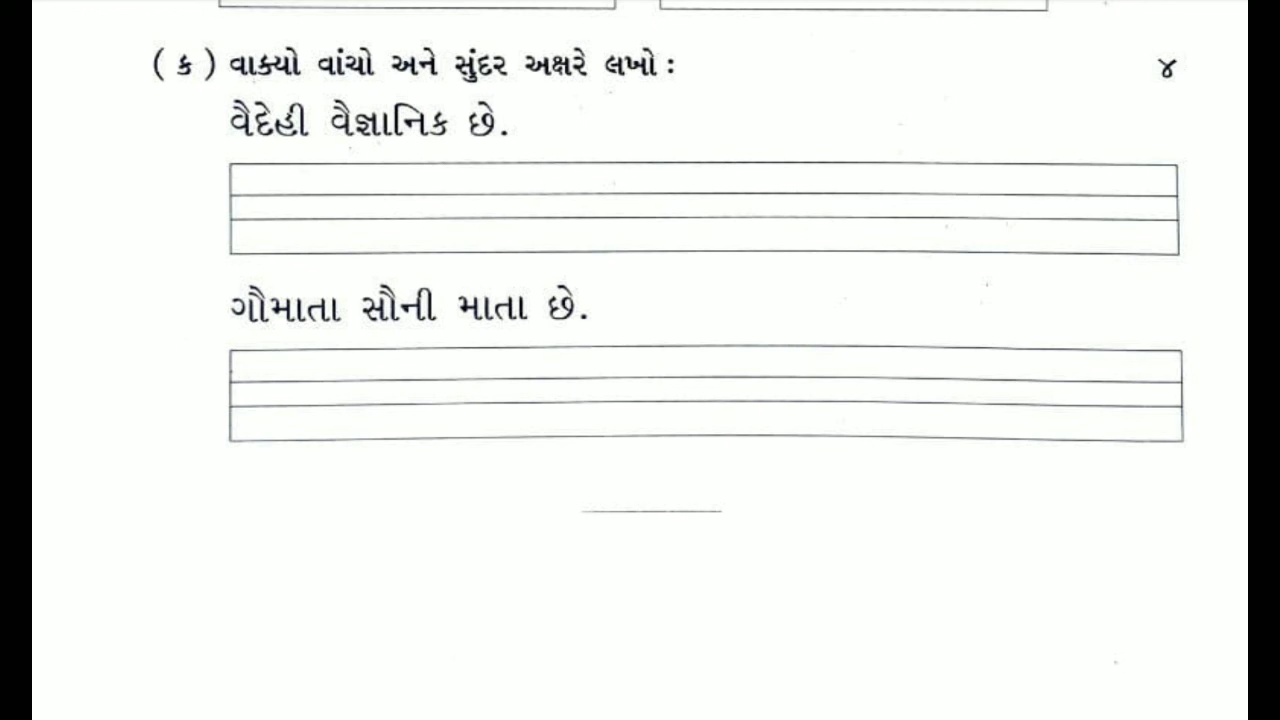 ( ક ) વાક્યો વાંચો અને સુંદર અક્ષરે લખો : ૪
વૈદેહી વૈજ્ઞાનિક છે.
ગૌમાતા સૌની માતા છે.